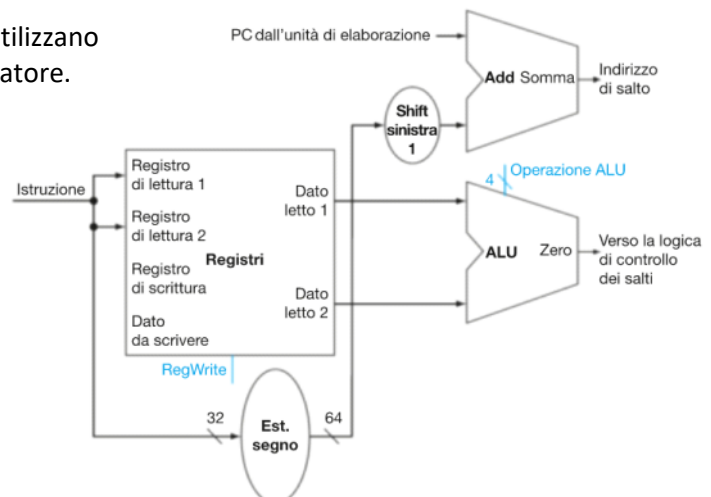 tilizzano
atore.
PC dall'unità di elaborazione
Add Somma
Indirizzo
di salto
Shift
sinistra
1
Operazione ALU
4
Istruzione
Registro
di lettura 1
Registro
di lettura 2
Registri
Registro
di scrittura
Dato
da scrivere
Dato
letto 1
Dato
letto 2
ALU
Zero
Verso la logica
di controllo
dei salti
RegWrite
32
Est.
segno
64